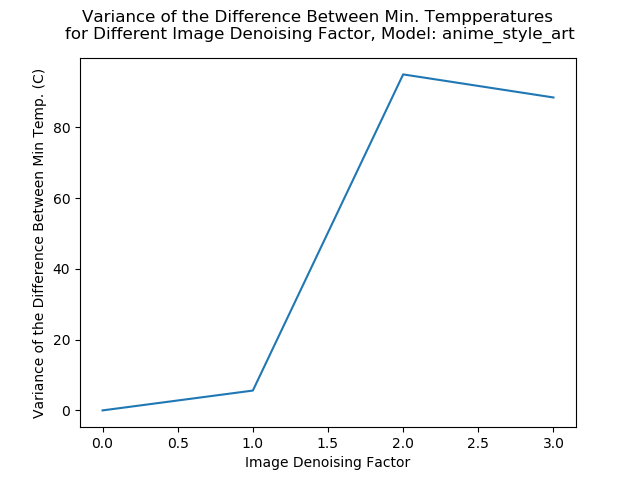 Variance of the Difference Between Min. Tempperatures
for Different Image Denoising Factor, Model: anime_style_art
Variance of the Difference Between Min Temp. (C)
80
60
40
20
0
0.0 0.5 1.0 1.5 2.0 2.5 3.0
Image Denoising Factor